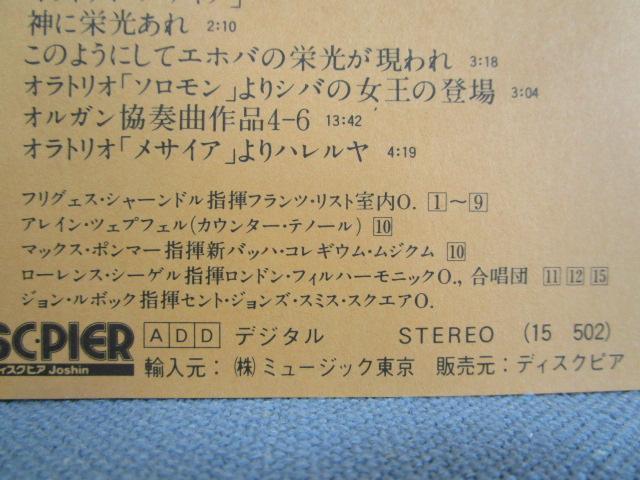 神に栄光あれ 2:10
このようにしてエホバの栄光が現われ 3:18
オラトリオ「ソロモン」よりシバの女王の登場 3:04
オルガン協奏曲作品4-6 13:42
オラトリオ「メサイア」よりハレルヤ 4:19
フリゲェス・シャーンドル指揮フランツ・リスト室内O. 1〜9
アレイン・ツェプフェル(カウンター・テノール) 10
マックス・ポンマー指揮新バッハ・コレギウム・ムジクム 10
ローレンス・シーゲル指揮ロンドン・フィルハーモニックO., 合唱団 11 12 15
ジョン・ルボック指揮セント・ジョンズ・スミス・スクエアO.
SC・PIER A D D デジタル STEREO (15 502)
ィスクピア Joshin 輸入元：㈱ミュージック東京 販売元：ディスクピア